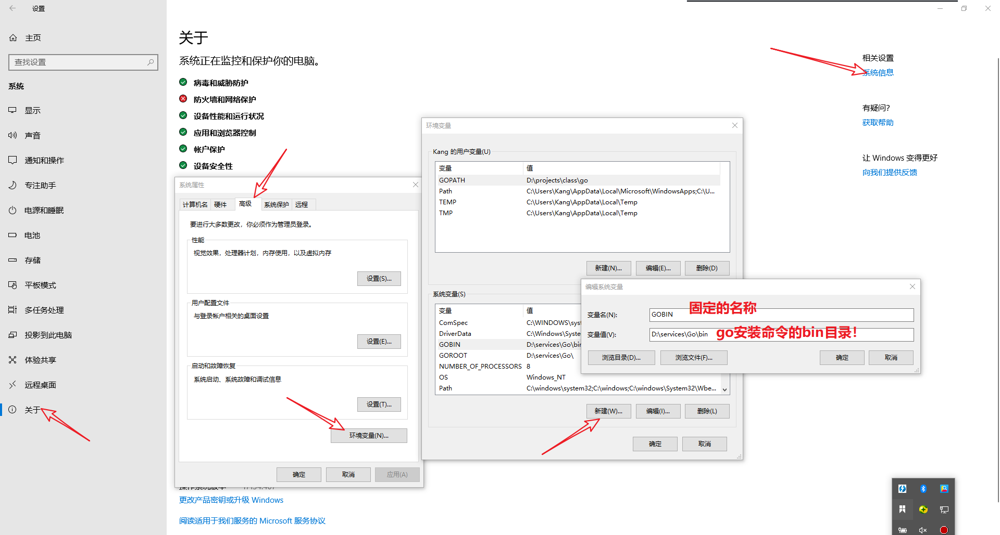 设置
主页
查找设置
系统
显示
声音
通知和操作
专注助手
电源和睡眠
电池
存储
平板模式
多任务处理
投影到此电脑
体验共享
远程桌面
关于
关于
系统正在监控和保护你的电脑。
病毒和威胁防护
防火墙和网络保护
设备性能和运行状况
应用和浏览器控制
帐户保护
设备安全性
系统属性
计算机名 硬件 高级 系统保护 远程
要进行大多数更改，你必须作为管理员登录。
性能
视觉效果，处理器计划，内存使用，以及虚拟内存
设置(S)...
用户配置文件
与登录帐户相关的桌面设置
设置(E)...
启动和故障恢复
系统启动、系统故障和调试信息
设置(T)...
环境变量(N)...
确定 取消 应用(A)
更改产品密钥或升级 Windows
阅读适用于我们服务的 Microsoft 服务协议
环境变量
Kang 的用户变量(U)
变量 值
GOPATH D:\projects\class\go
Path C:\Users\Kang\AppData\Local\Microsoft\WindowsApps;C:\U...
TEMP C:\Users\Kang\AppData\Local\Temp
TMP C:\Users\Kang\AppData\Local\Temp
新建(N)... 编辑(E)... 删除(D)
系统变量(S)
变量 值
ComSpec C:\WINDOWS\syst
DriverData C:\Windows\Syste
GOBIN D:\services\Go\bin
GOROOT D:\services\Go\
NUMBER_OF_PROCESSORS 8
OS Windows_NT
Path C:\windows\system32;C:\windows;C:\windows\System32\Wbe...
新建(W)... 编辑(I)... 删除(L)
确定 取消
编辑系统变量
固定的名称
变量名(N): GOBIN
变量值(V): D:\services\Go\bin go安装命令的bin目录！
浏览目录(D)... 浏览文件(F)... 确定 取消
相关设置
系统信息
有疑问?
获取帮助
让 Windows 变得更好
向我们提供反馈